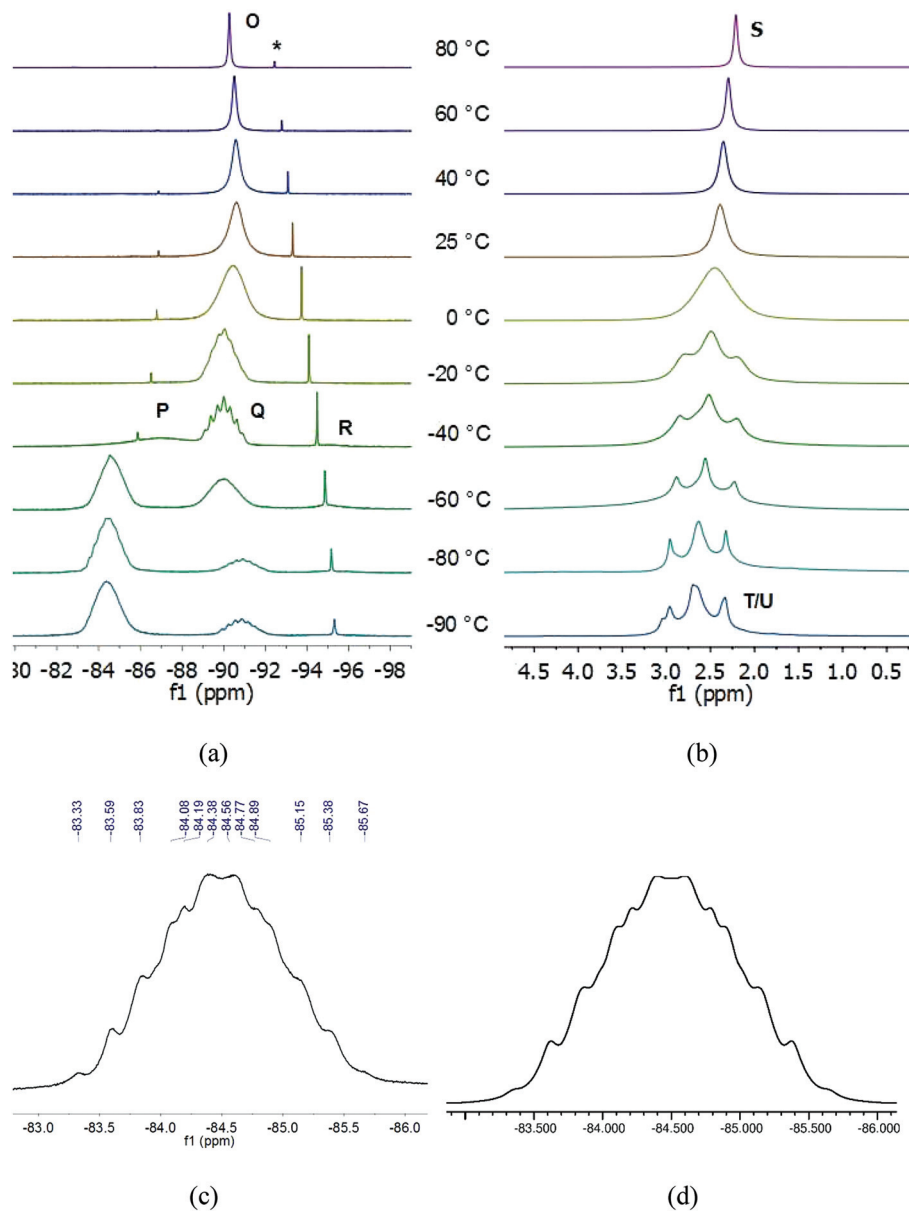 O
*
80 °C
S
60 °C
40 °C
25 °C
0 °C
-20 °C
P
Q
R
-40 °C
-60 °C
-80 °C
T/U
-90 °C
30 -82 -84 -86 -88 -90 -92 -94 -96 -98
f1 (ppm)
4.5 4.0 3.5 3.0 2.5 2.0 1.5 1.0 0.5
f1 (ppm)
(a)
(b)
-83.33
-83.59
-83.83
-84.08
-84.19
-84.38
-84.56
-84.77
-84.89
-85.15
-85.38
-85.67
-83.0 -83.5 -84.0 -84.5 -85.0 -85.5 -86.0
f1 (ppm)
-83.500 -84.000 -84.500 -85.000 -85.500 -86.000
(c)
(d)